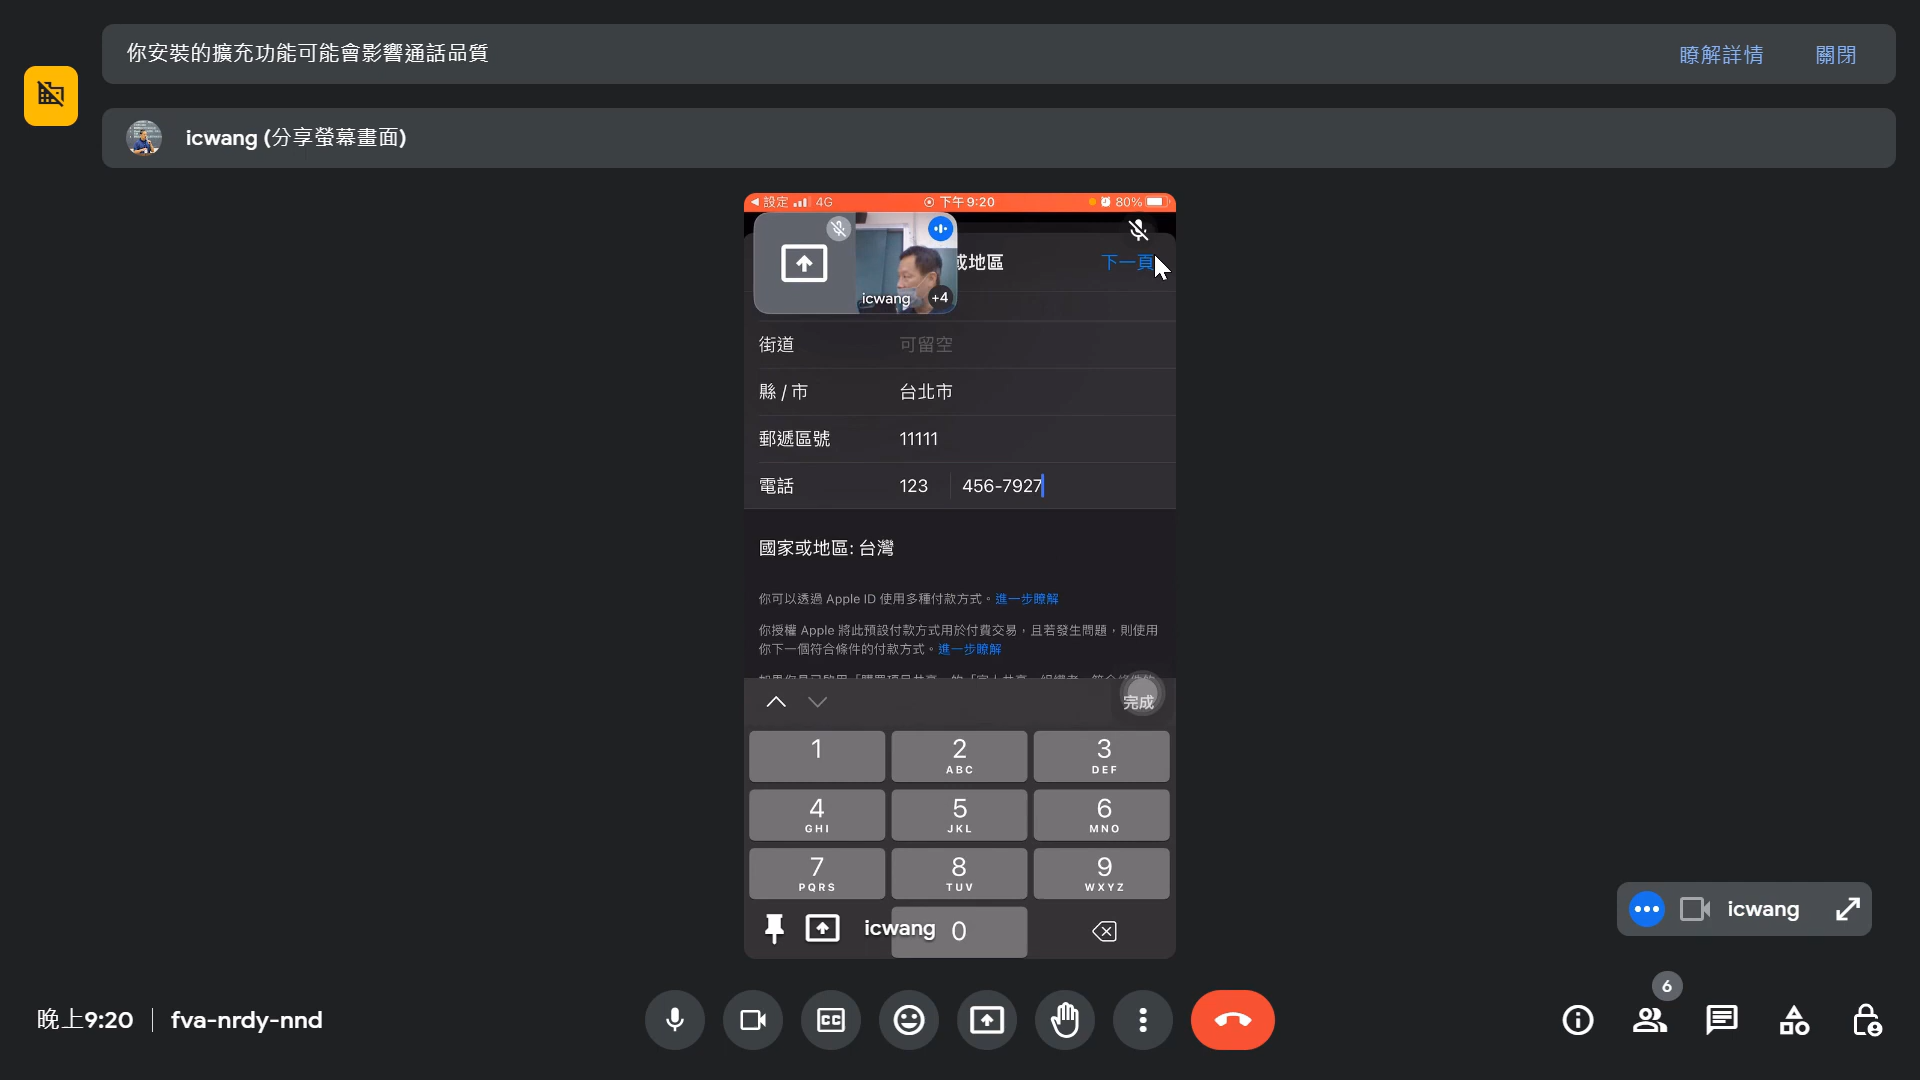 你安裝的擴充功能可能會影響通話品質
瞭解詳情
關閉
icwang (分享螢幕畫面)
設定 4G
下午9:20
80%
icwang
+4
或地區
下一頁
街道 可留空
縣 / 市 台北市
郵遞區號 11111
電話 123 456-7927
國家或地區: 台灣
你可以透過 Apple ID 使用多種付款方式。進一步瞭解
你授權 Apple 將此預設付款方式用於付費交易，且若發生問題，則使用
你下一個符合條件的付款方式。進一步瞭解
完成
1
2
ABC
3
DEF
4
GHI
5
JKL
6
MNO
7
PQRS
8
TUV
9
WXYZ
icwang
0
icwang
晚上9:20
fva-nrdy-nnd
CC
6